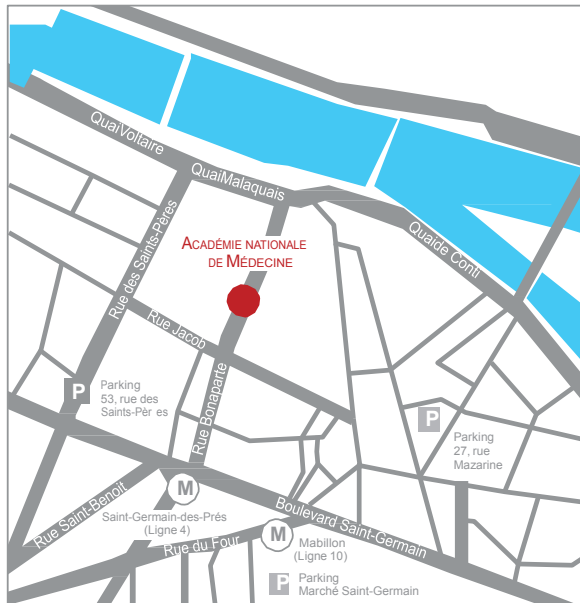 QuaiVoltaire
QuaiMalaquais
Quaide Conti
ACADÉMIE NATIONALE
DE MÉDECINE
Rue des Saints-Pères
Rue Jacob
Rue Bonaparte
P
Parking
53, rue des
Saints-Pèr es
P
Parking
27, rue
Mazarine
M
Saint-Germain-des-Prés
(Ligne 4)
Rue Saint-Benoit
Boulevard Saint-Germain
Rue du Four
M
Mabillon
(Ligne 10)
P
Parking
Marché Saint-Germain